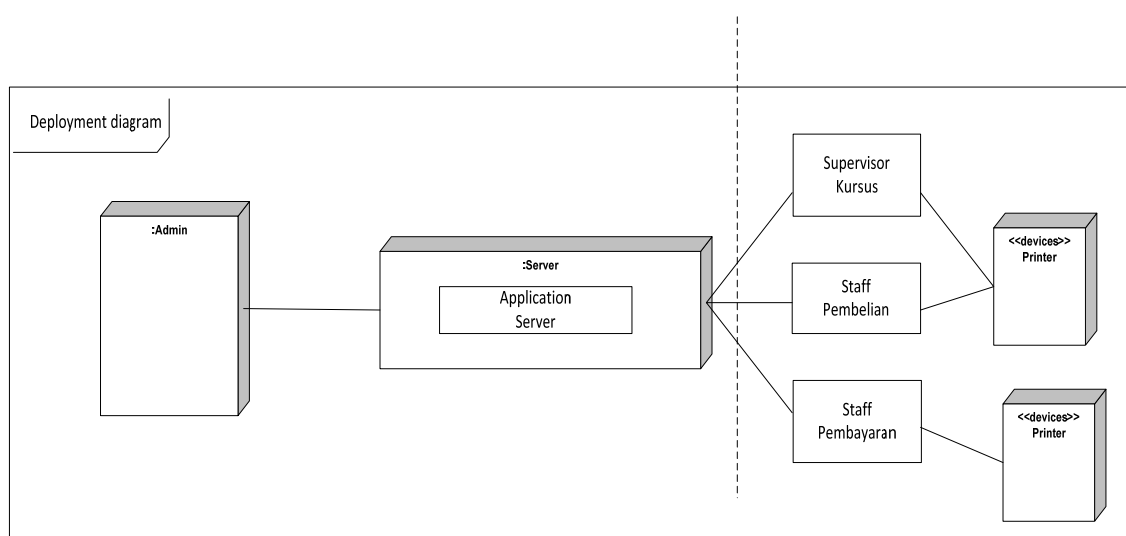 Deployment diagram
:Admin
:Server
Application
Server
Supervisor
Kursus
Staff
Pembelian
Staff
Pembayaran
<<devices>>
Printer
<<devices>>
Printer